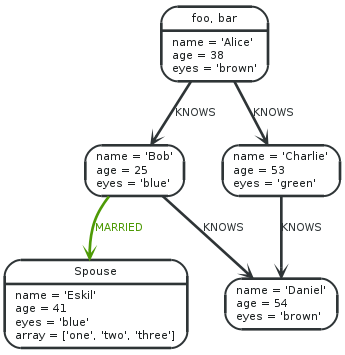 foo, bar
name = 'Alice'
age = 38
eyes = 'brown'
KNOWS
KNOWS
name = 'Bob'
age = 25
eyes = 'blue'
name = 'Charlie'
age = 53
eyes = 'green'
MARRIED
KNOWS
KNOWS
Spouse
name = 'Eskil'
age = 41
eyes = 'blue'
array = ['one', 'two', 'three']
name = 'Daniel'
age = 54
eyes = 'brown'